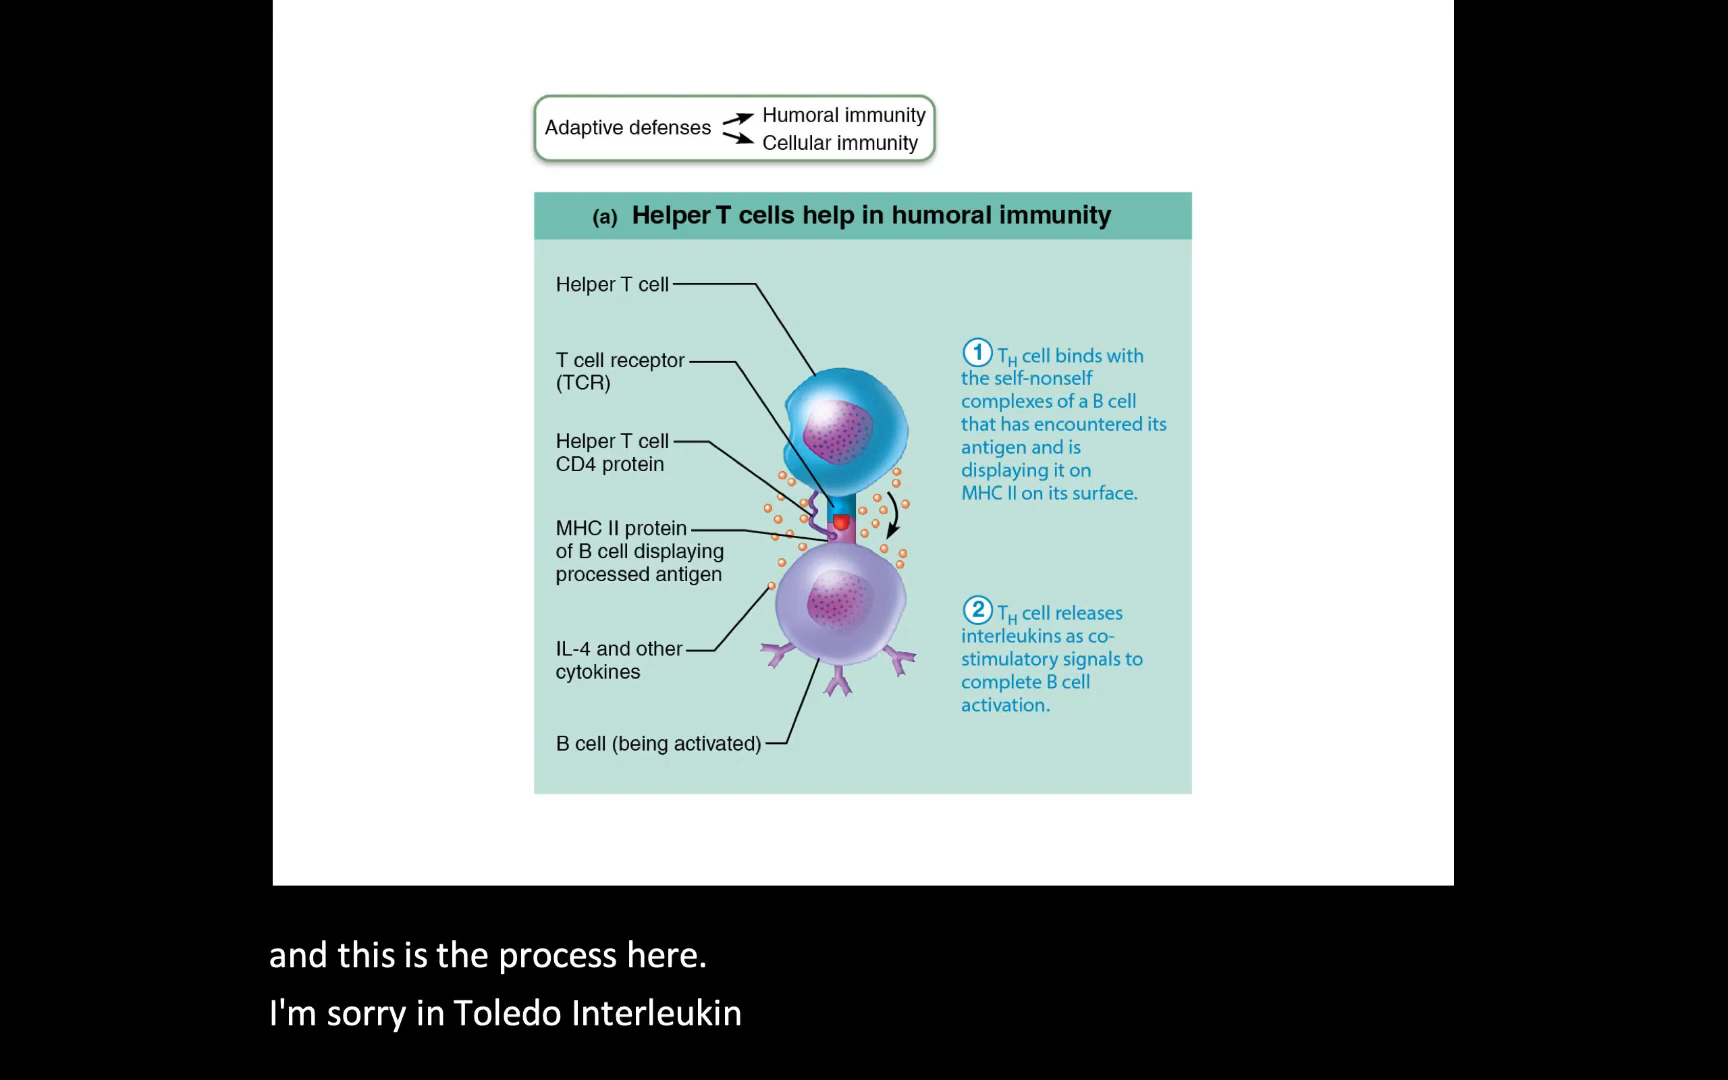 Adaptive defenses
Humoral immunity
Cellular immunity
(a) Helper T cells help in humoral immunity
Helper T cell
T cell receptor
(TCR)
Helper T cell
CD4 protein
MHC II protein
of B cell displaying
processed antigen
IL-4 and other
cytokines
B cell (being activated)
1 TH cell binds with
the self-nonself
complexes of a B cell
that has encountered its
antigen and is
displaying it on
MHC II on its surface.
2 TH cell releases
interleukins as co-
stimulatory signals to
complete B cell
activation.
and this is the process here.
I'm sorry in Toledo Interleukin